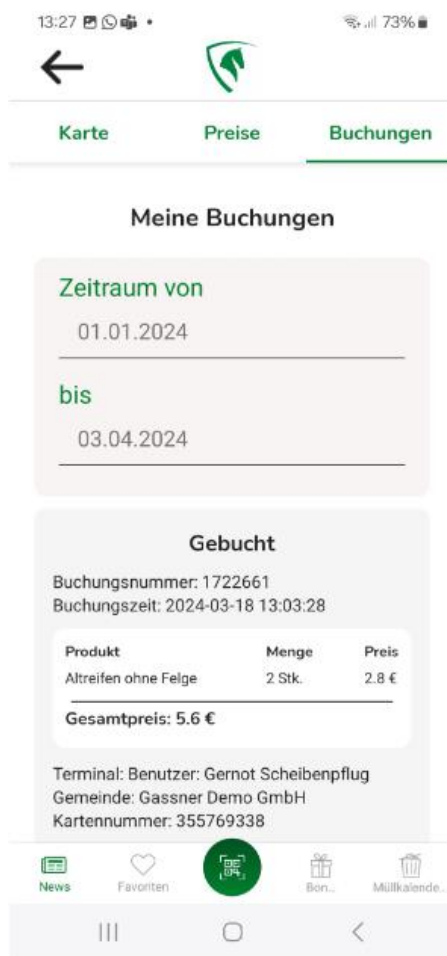 13:27 73%
Karte Preise Buchungen
Meine Buchungen
Zeitraum von
01.01.2024
bis
03.04.2024
Gebucht
Buchungsnummer: 1722661
Buchungszeit: 2024-03-18 13:03:28
Produkt Menge Preis
Altreifen ohne Felge 2 Stk. 2.8 €
Gesamtpreis: 5.6 €
Terminal: Benutzer: Gernot Scheibenpflug
Gemeinde: Gassner Demo GmbH
Kartennummer: 355769338
News Favoriten Bon.. Müllkalende..